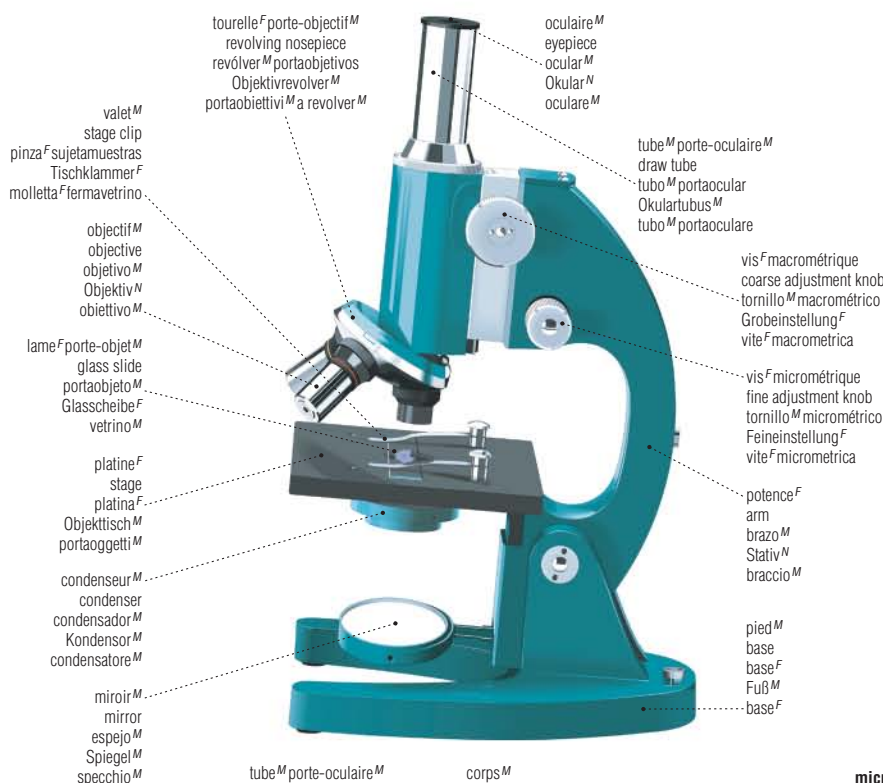 tourelle F porte-objectif M
revolving nosepiece
revólver M portaobjetivos
Objektivrevolver M
portaobiettivi M a revolver M
oculaire M
eyepiece
ocular M
Okular N
oculare M
valet M
stage clip
pinza F sujetamuestras
Tischklammer F
molletta F fermavetrino
tube M porte-oculaire M
draw tube
tubo M portaocular
Okulartubus M
tubo M portaoculare
objectif M
objective
objetivo M
Objektiv N
obiettivo M
vis F macrométrique
coarse adjustment knob
tornillo M macrométrico
Grobeinstellung F
vite F macrometrica
lame F porte-objet M
glass slide
portaobjeto M
Glasscheibe F
vetrino M
vis F micrométrique
fine adjustment knob
tornillo M micrométrico
Feineinstellung F
vite F micrometrica
platine F
stage
platina F
Objekttisch M
portaoggetti M
potence F
arm
brazo M
Stativ N
braccio M
condenseur M
condenser
condensador M
Kondensor M
condensatore M
pied M
base
base F
Fuß M
base F
miroir M
mirror
espejo M
Spiegel M
specchio M
tube M porte-oculaire M
corps M